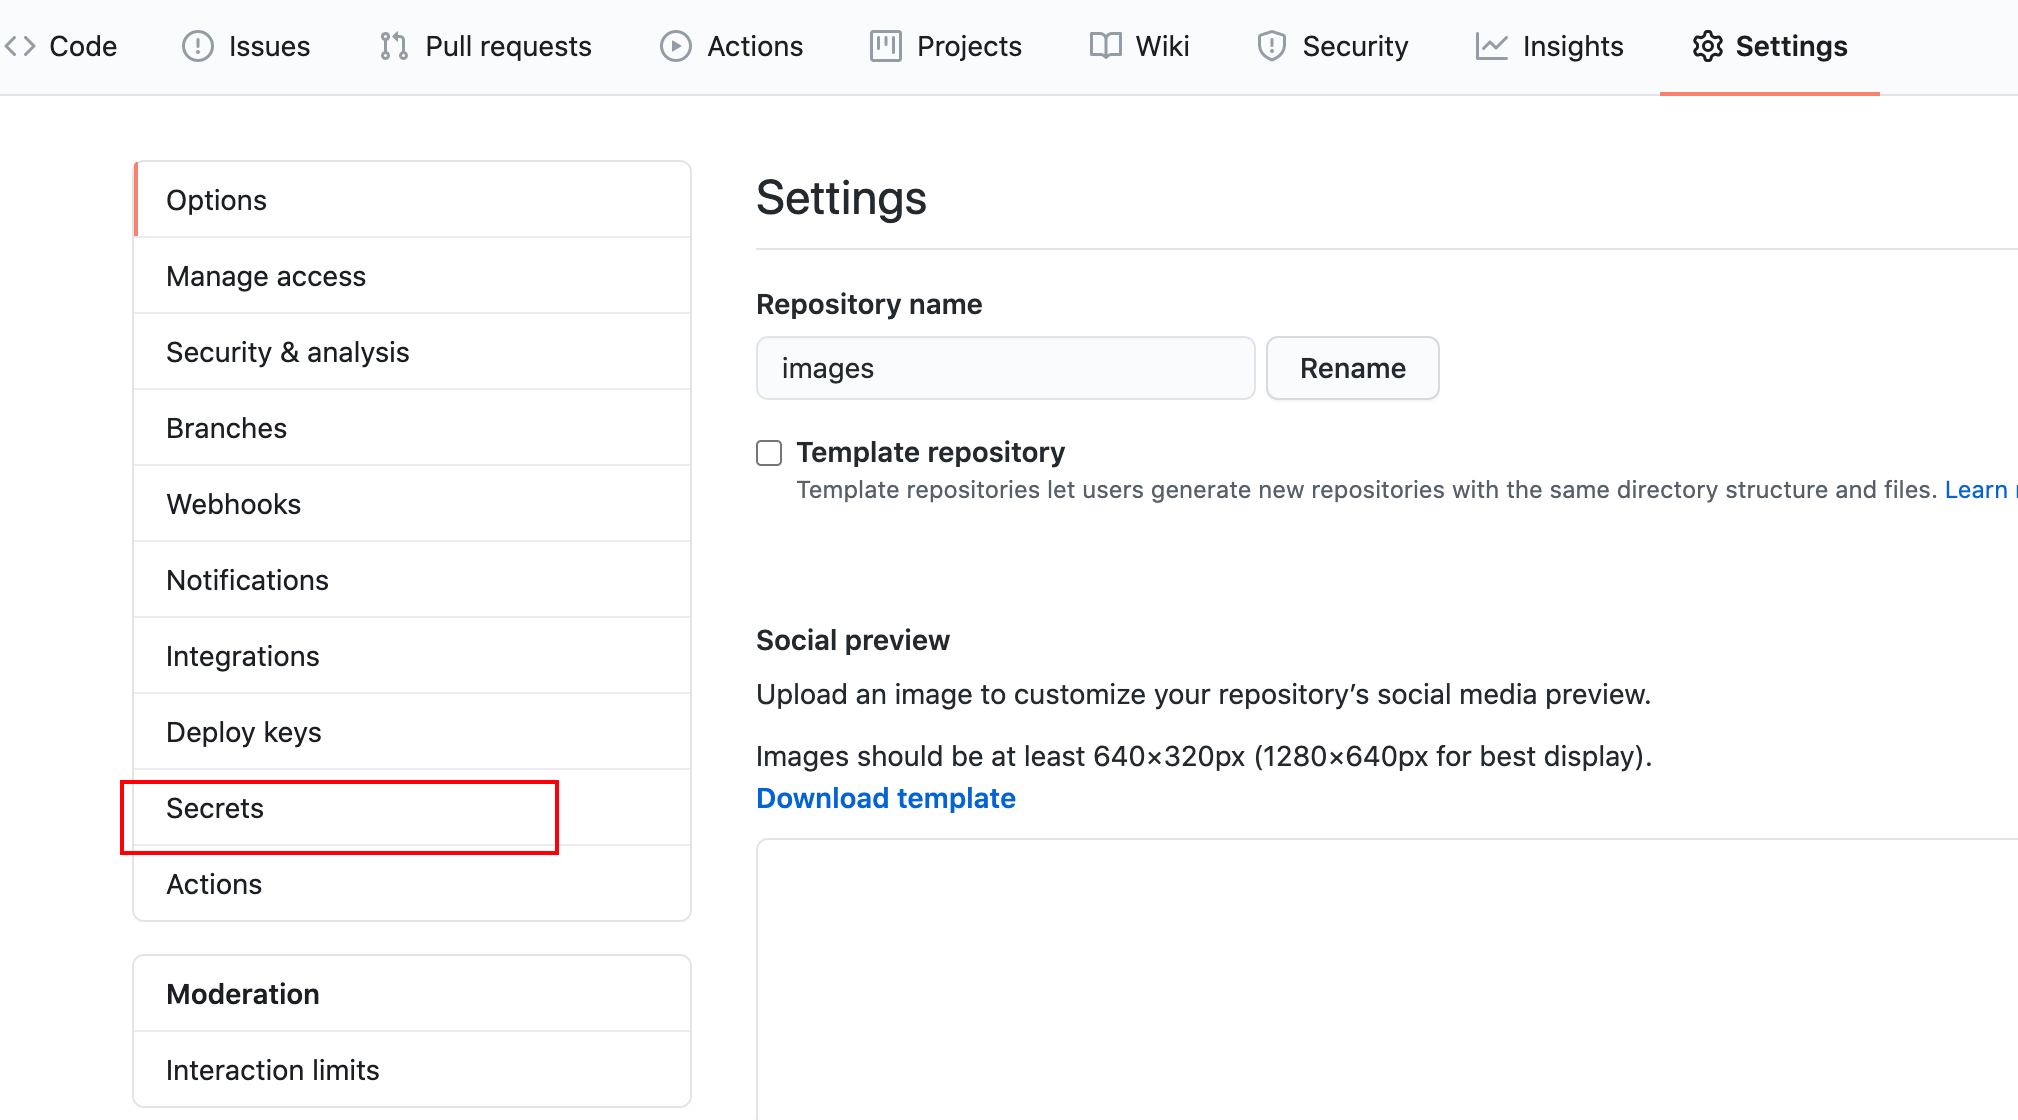 Code Issues Pull requests Actions Projects Wiki Security Insights Settings
Options
Manage access
Security & analysis
Branches
Webhooks
Notifications
Integrations
Deploy keys
Secrets
Actions
Moderation
Interaction limits
Settings
Repository name
images Rename
Template repository
Template repositories let users generate new repositories with the same directory structure and files. Learn
Social preview
Upload an image to customize your repository’s social media preview.
Images should be at least 640×320px (1280×640px for best display).
Download template